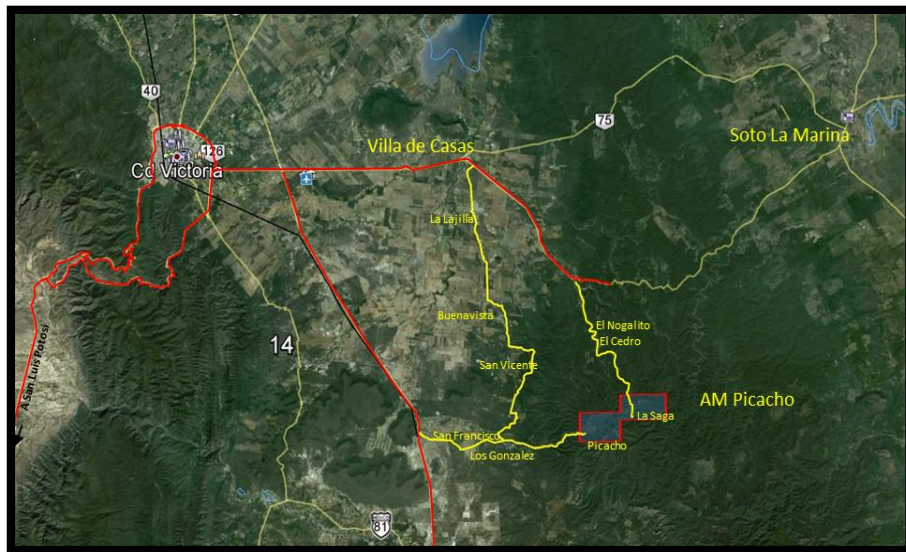 40
75
Soto La Marina
126
Villa de Casas
Cd Victoria
La Lajilla
Buenavista
El Nogalito
El Cedro
14
San Vicente
A San Luis Potosi
AM Picacho
La Saga
San Francisco
Picacho
Los Gonzalez
81